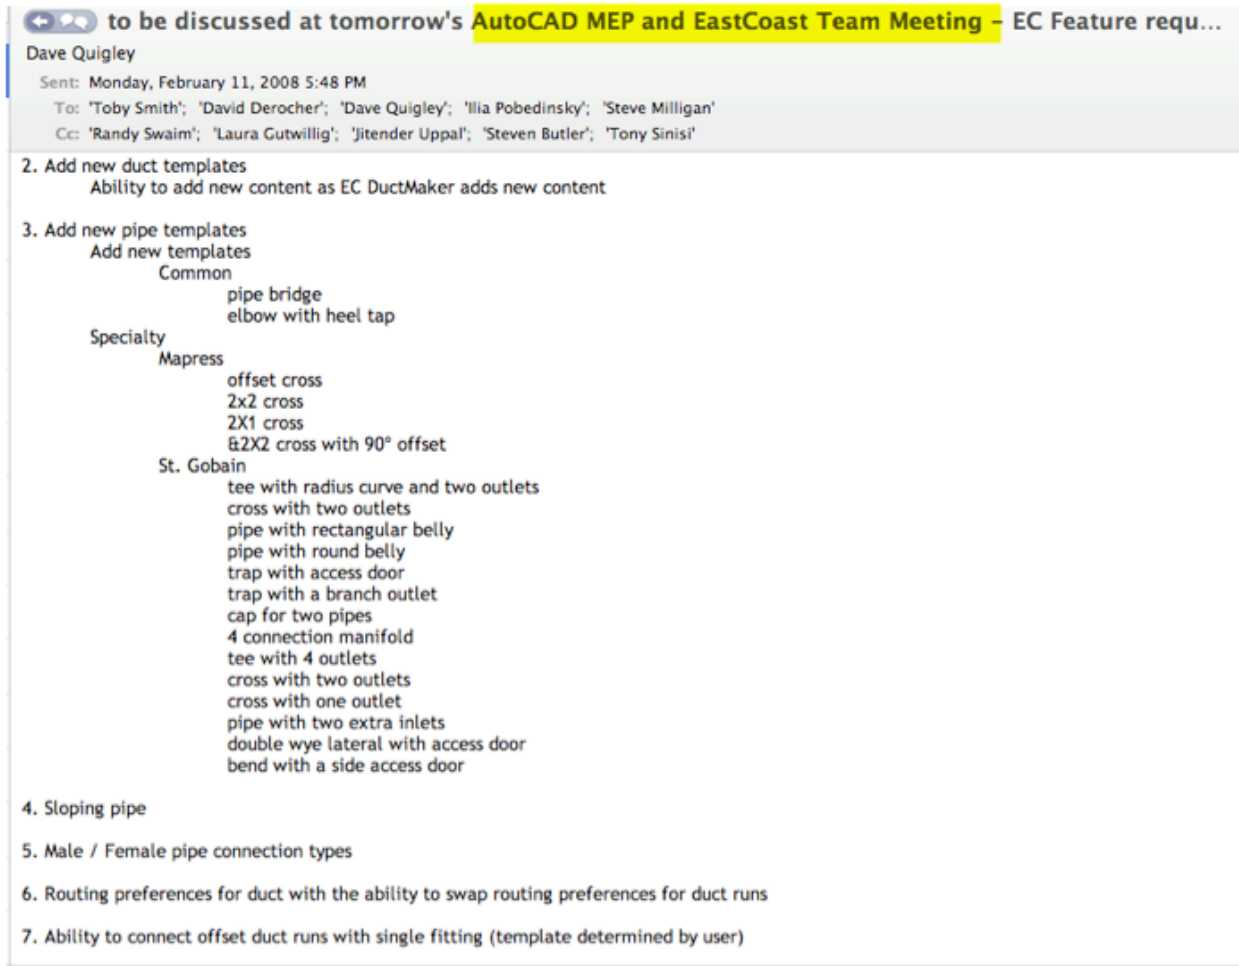 to be discussed at tomorrow's AutoCAD MEP and EastCoast Team Meeting – EC Feature requ...
Dave Quigley
Sent: Monday, February 11, 2008 5:48 PM
To: 'Toby Smith'; 'David Derocher'; 'Dave Quigley'; 'Ilia Pobedinsky'; 'Steve Milligan'
Cc: 'Randy Swaim'; 'Laura Gutwillig'; 'Jitender Uppal'; 'Steven Butler'; 'Tony Sinisi'
2. Add new duct templates
Ability to add new content as EC DuctMaker adds new content
3. Add new pipe templates
Add new templates
Common
pipe bridge
elbow with heel tap
Specialty
Mapress
offset cross
2x2 cross
2X1 cross
&2X2 cross with 90° offset
St. Gobain
tee with radius curve and two outlets
cross with two outlets
pipe with rectangular belly
pipe with round belly
trap with access door
trap with a branch outlet
cap for two pipes
4 connection manifold
tee with 4 outlets
cross with two outlets
cross with one outlet
pipe with two extra inlets
double wye lateral with access door
bend with a side access door
4. Sloping pipe
5. Male / Female pipe connection types
6. Routing preferences for duct with the ability to swap routing preferences for duct runs
7. Ability to connect offset duct runs with single fitting (template determined by user)